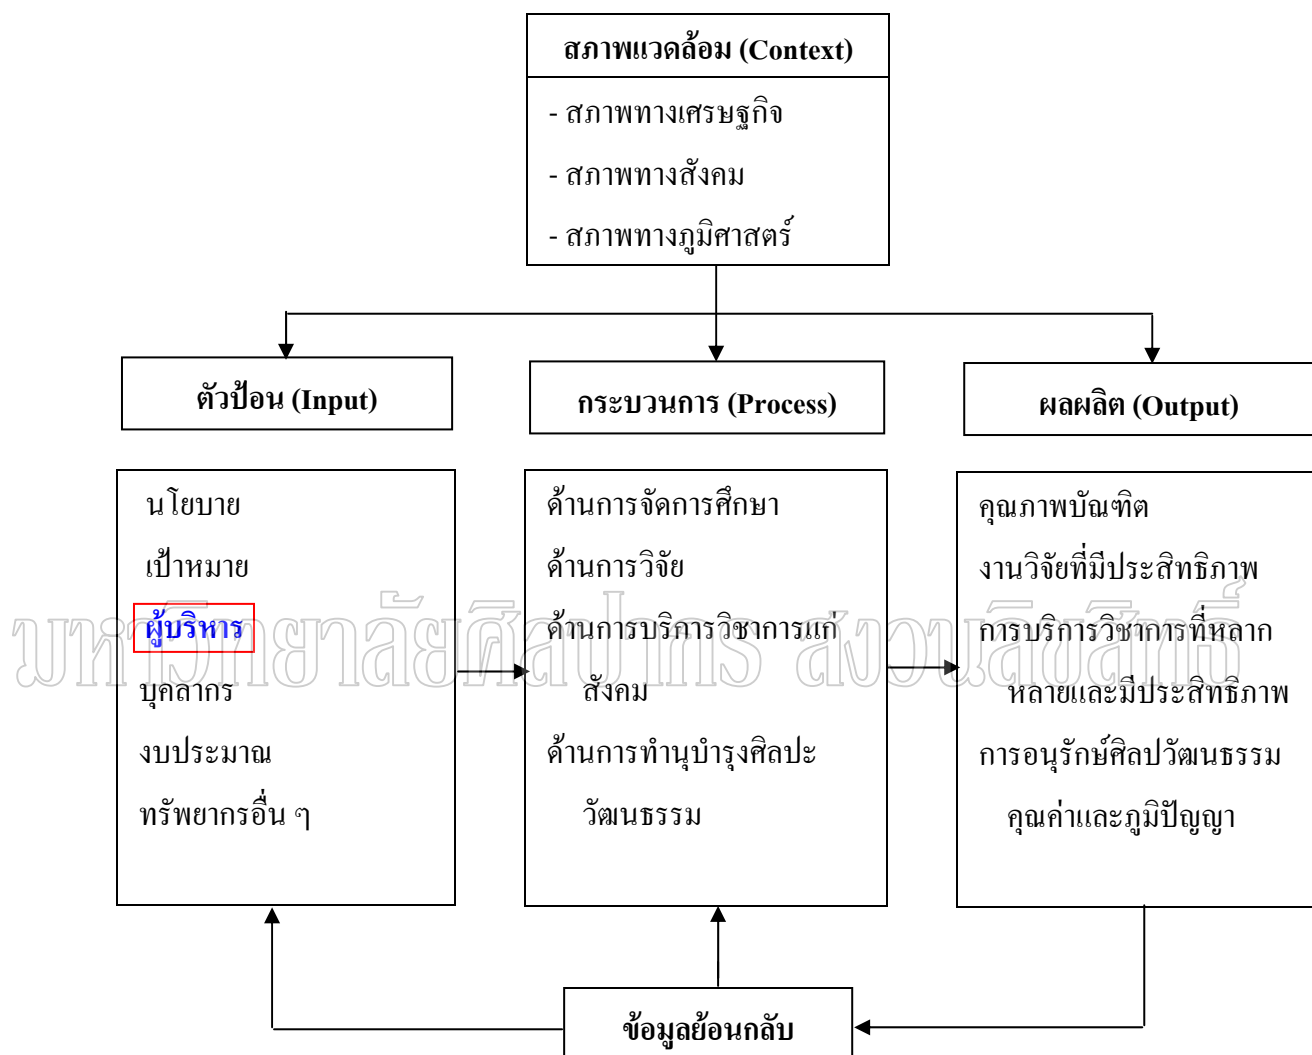 สภาพแวดล้อม (Context)
- สภาพทางเศรษฐกิจ
- สภาพทางสังคม
- สภาพทางภูมิศาสตร์
ตัวป้อน (Input)
กระบวนการ (Process)
ผลผลิต (Output)
นโยบาย
เป้าหมาย
ผู้บริหาร
บุคลากร
งบประมาณ
ทรัพยากรอื่น ๆ
ด้านการจัดการศึกษา
ด้านการวิจัย
ด้านการบริการวิชาการแก่
สังคม
ด้านการทำนุบำรุงศิลปะ
วัฒนธรรม
คุณภาพบัณฑิต
งานวิจัยที่มีประสิทธิภาพ
การบริการวิชาการที่หลาก
หลายและมีประสิทธิภาพ
การอนุรักษ์ศิลปวัฒนธรรม
คุณค่าและภูมิปัญญา
มหาวิทยาลัยศิลปากร สงวนลิขสิทธิ์
ข้อมูลย้อนกลับ